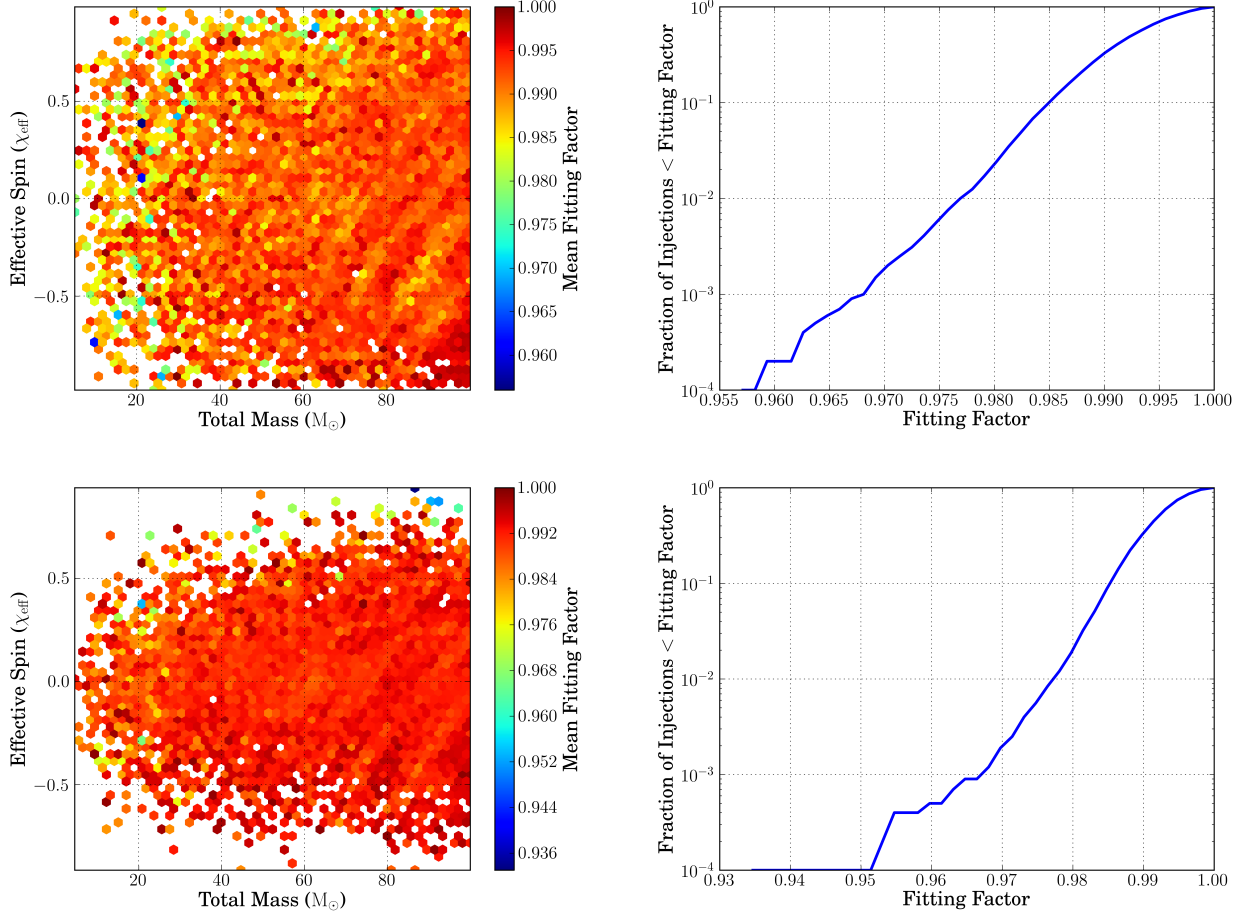 1.000
0.995
0.990
0.985
0.980
0.975
0.970
0.965
0.960
Mean Fitting Factor
0.5
0.0
−0.5
Effective Spin (χeff)
20 40 60 80
Total Mass (M☉)
10^0
10^-1
10^-2
10^-3
10^-4
Fraction of Injections < Fitting Factor
0.955 0.960 0.965 0.970 0.975 0.980 0.985 0.990 0.995 1.000
Fitting Factor
1.000
0.992
0.984
0.976
0.968
0.960
0.952
0.944
0.936
Mean Fitting Factor
0.5
0.0
−0.5
Effective Spin (χeff)
20 40 60 80
Total Mass (M☉)
10^0
10^-1
10^-2
10^-3
10^-4
Fraction of Injections < Fitting Factor
0.93 0.94 0.95 0.96 0.97 0.98 0.99 1.00
Fitting Factor